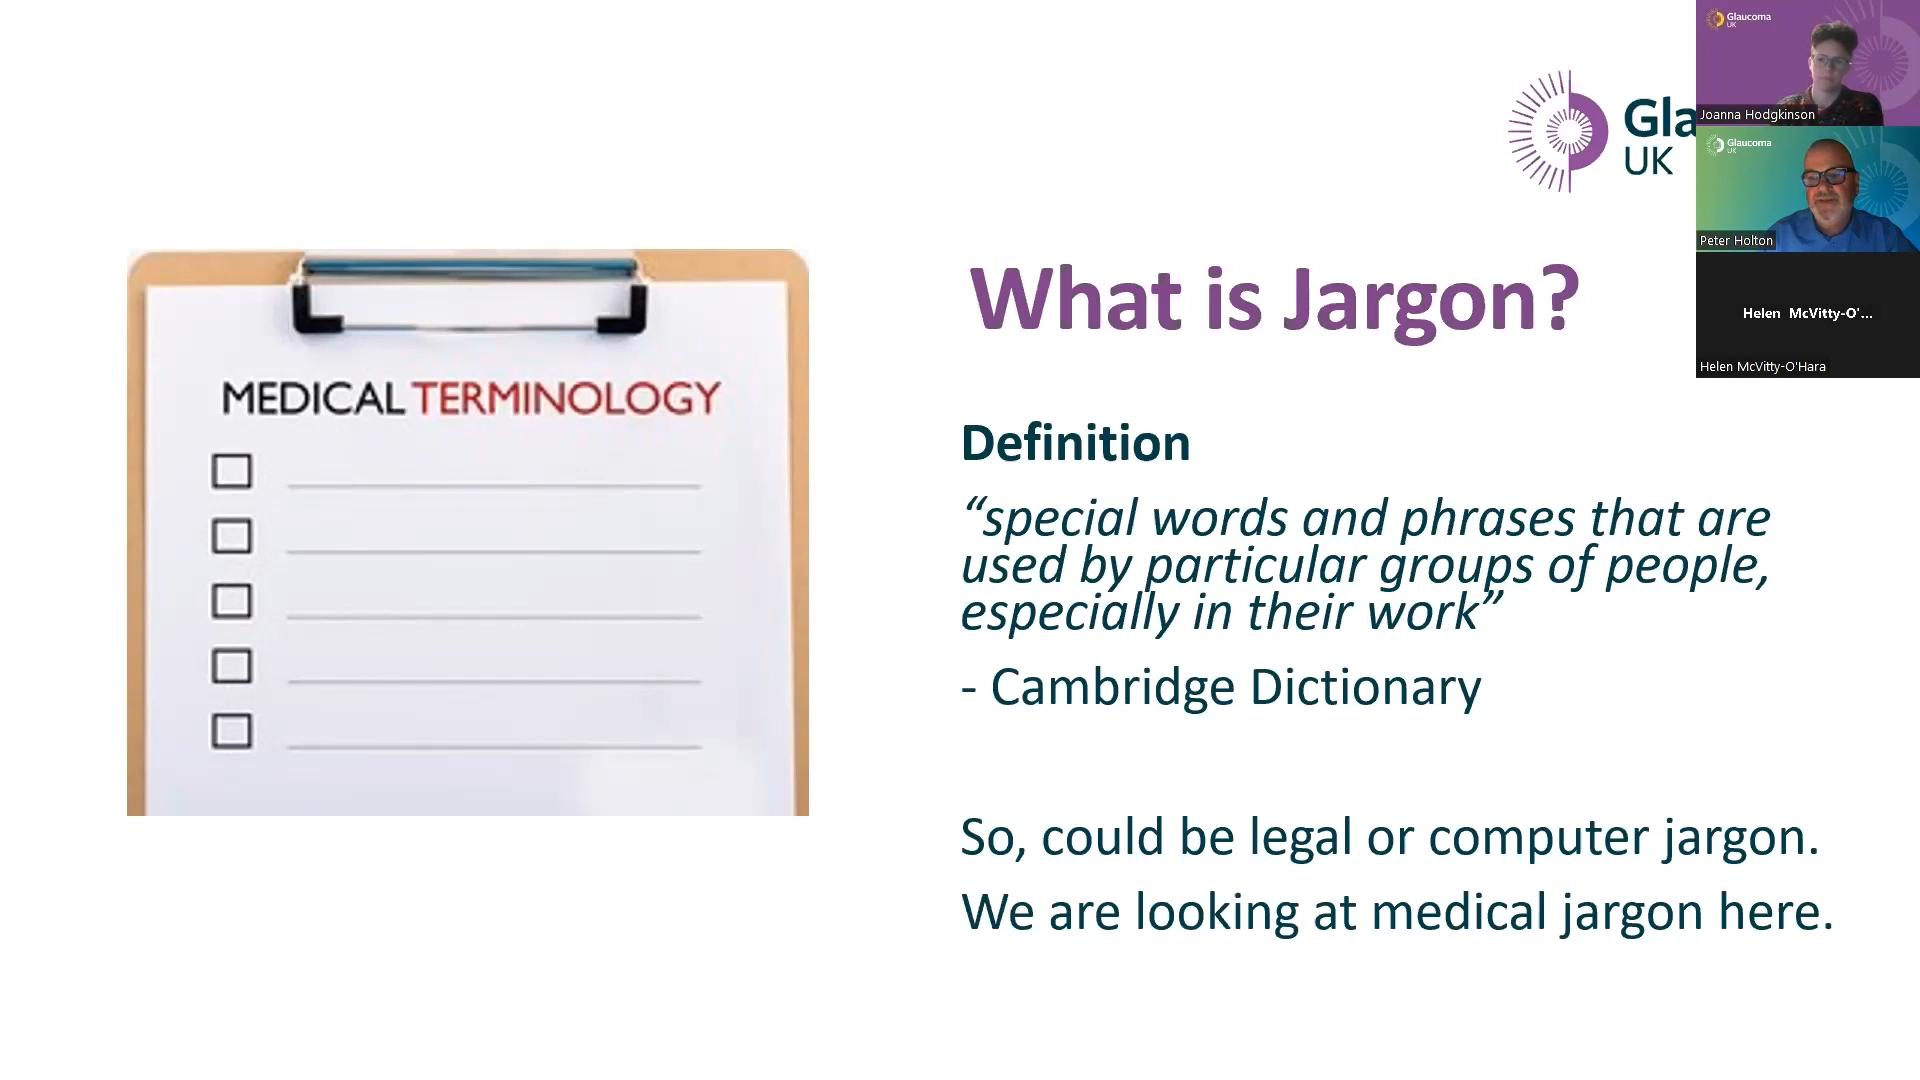 Glaucoma
UK
Joanna Hodgkinson
Gla
UK
Glaucoma
UK
Peter Holton
Helen McVitty-O'...
Helen McVitty-O'Hara
What is Jargon?
MEDICAL TERMINOLOGY
Definition
“special words and phrases that are
used by particular groups of people,
especially in their work”
- Cambridge Dictionary
So, could be legal or computer jargon.
We are looking at medical jargon here.